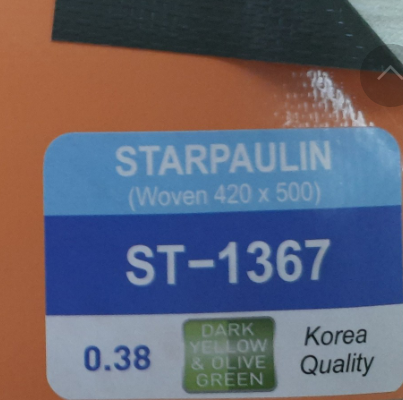 STARPAULIN
(Woven 420 x 500)
ST-1367
0.38
DARK
YELLOW
& OLIVE
GREEN
Korea
Quality